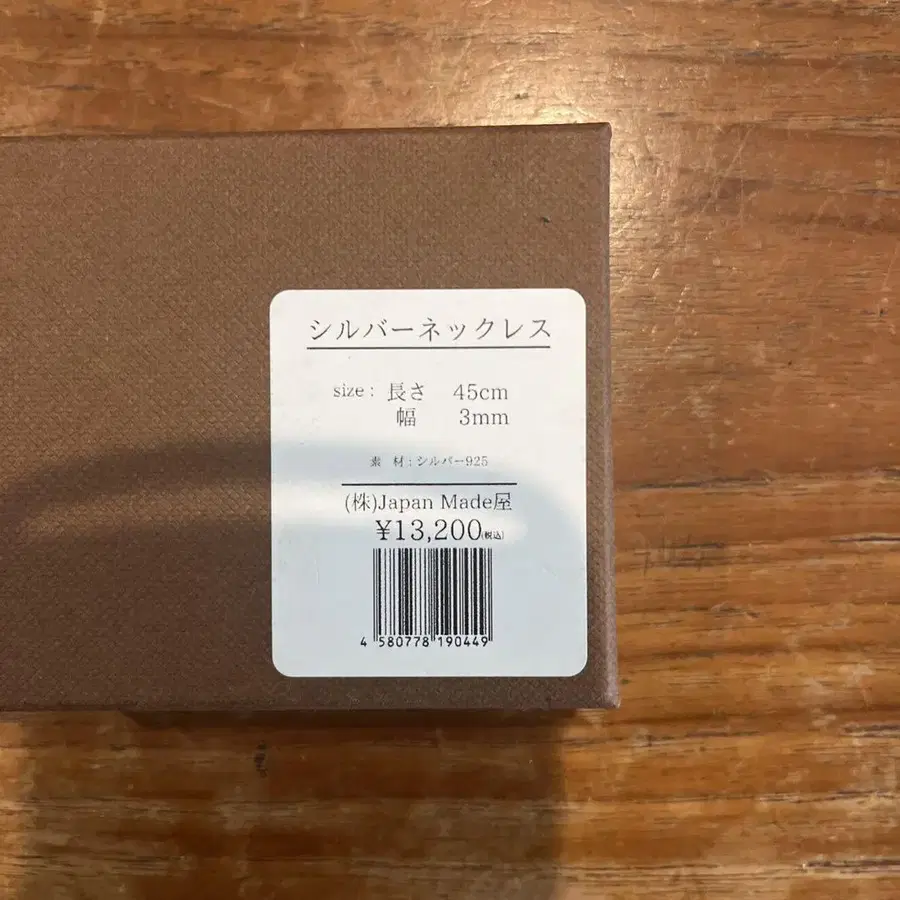 シルバーネックレス
size : 長さ 45cm
幅 3mm
素 材 : シルバー925
(株)Japan Made屋
¥13,200(税込)
4 580778 190449